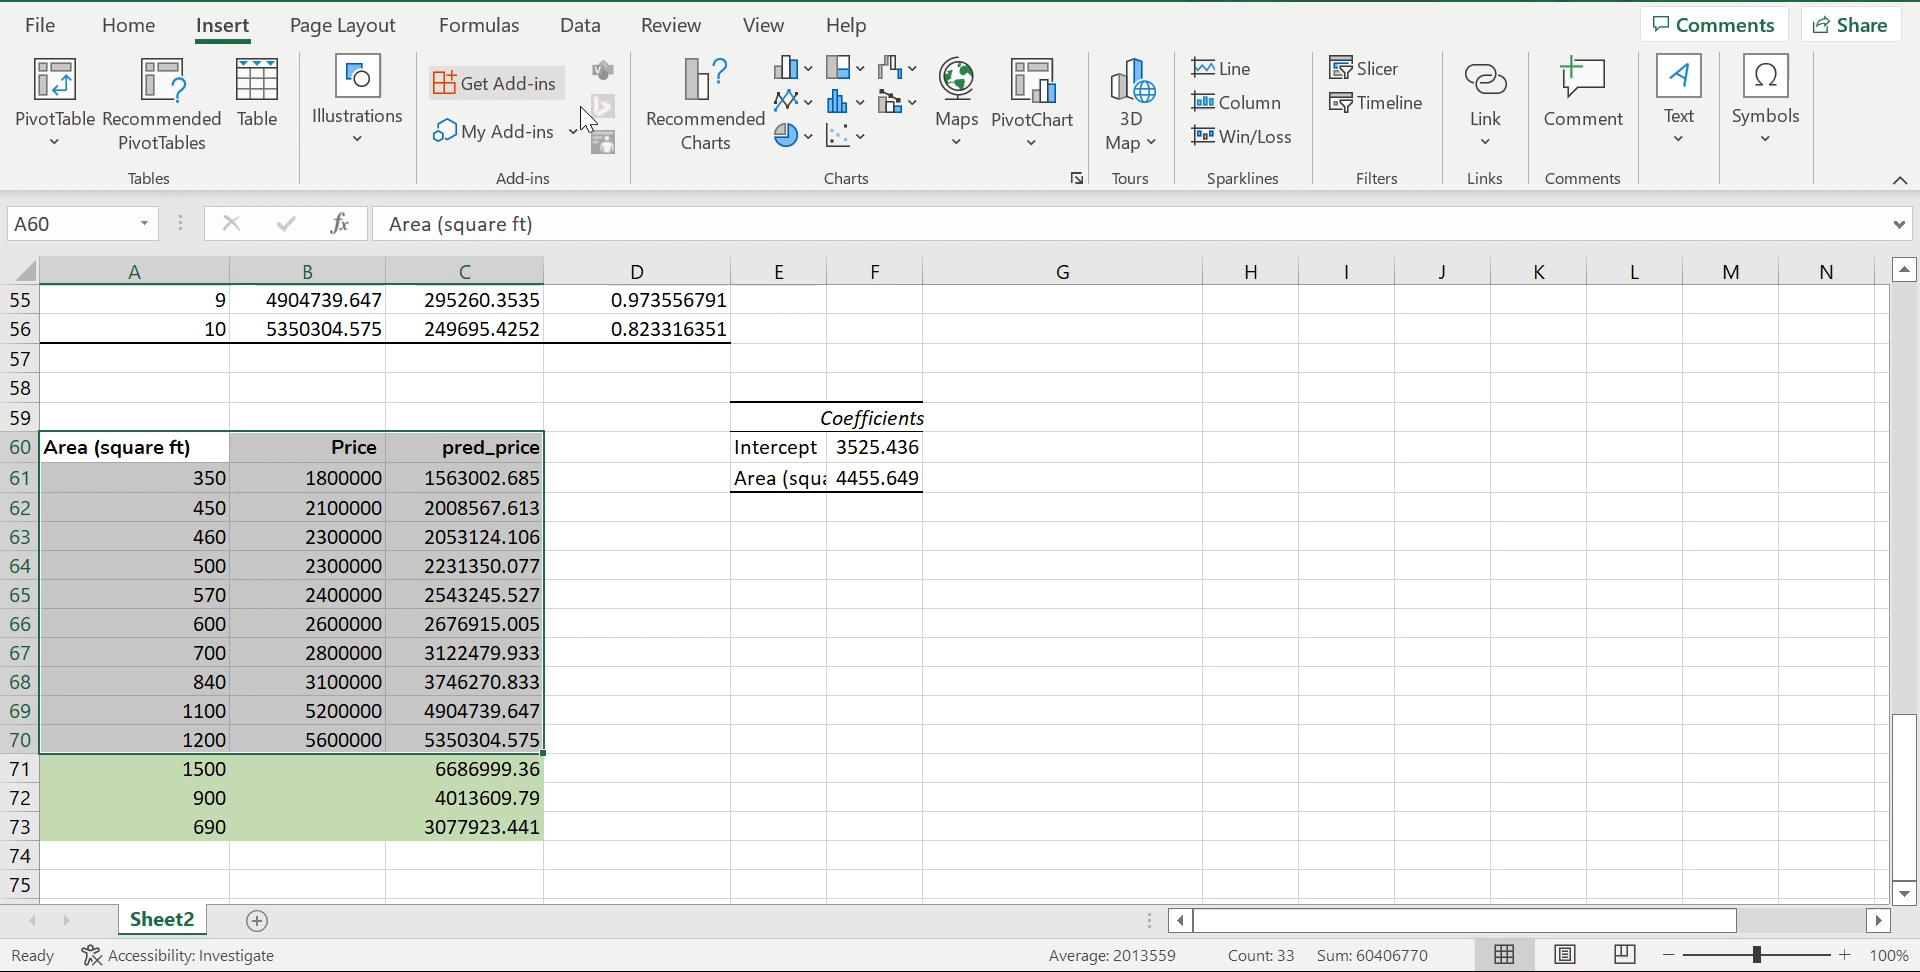 File Home Insert Page Layout Formulas Data Review View Help Comments Share
PivotTable Recommended PivotTables Table
Illustrations
Get Add-ins
My Add-ins
Recommended Charts
Maps PivotChart
3D Map
Line
Column
Win/Loss
Slicer
Timeline
Link
Comment
Text
Symbols
Tables Add-ins Charts Tours Sparklines Filters Links Comments
A60 fx Area (square ft)
A B C D E F G H I J K L M N
55 9 4904739.647 295260.3535 0.973556791
56 10 5350304.575 249695.4252 0.823316351
57
58
59 Coefficients
60 Area (square ft) Price pred_price Intercept 3525.436
61 350 1800000 1563002.685 Area (squa 4455.649
62 450 2100000 2008567.613
63 460 2300000 2053124.106
64 500 2300000 2231350.077
65 570 2400000 2543245.527
66 600 2600000 2676915.005
67 700 2800000 3122479.933
68 840 3100000 3746270.833
69 1100 5200000 4904739.647
70 1200 5600000 5350304.575
71 1500 6686999.36
72 900 4013609.79
73 690 3077923.441
74
75
Sheet2
Ready Accessibility: Investigate Average: 2013559 Count: 33 Sum: 60406770 100%